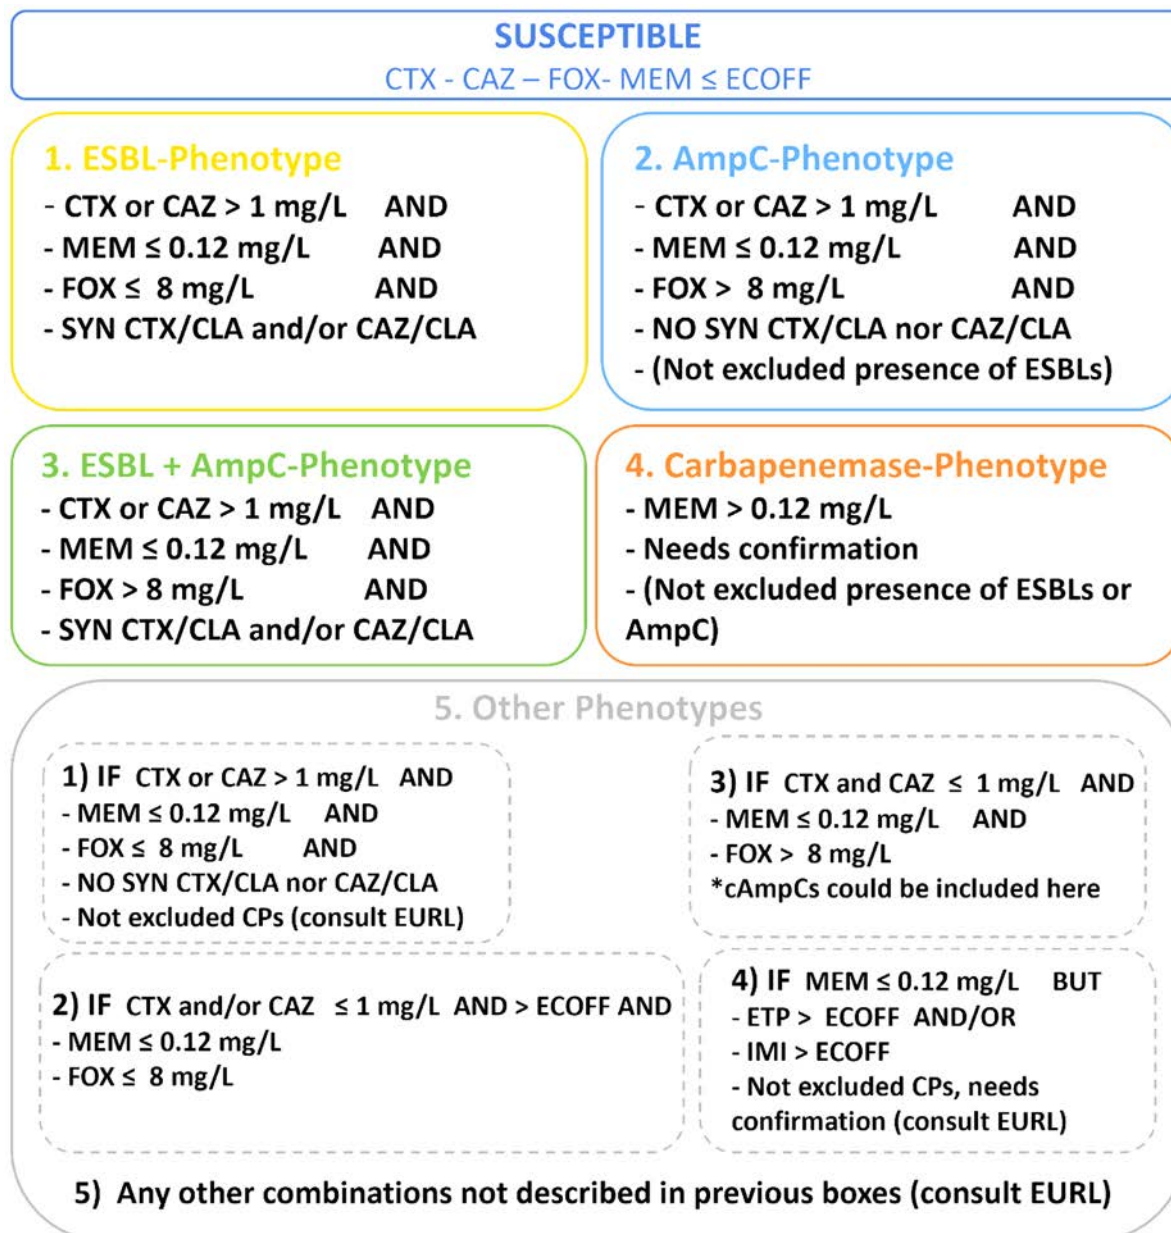 SUSCEPTIBLE
CTX - CAZ – FOX- MEM ≤ ECOFF
1. ESBL-Phenotype
- CTX or CAZ > 1 mg/L AND
- MEM ≤ 0.12 mg/L AND
- FOX ≤ 8 mg/L AND
- SYN CTX/CLA and/or CAZ/CLA
2. AmpC-Phenotype
- CTX or CAZ > 1 mg/L AND
- MEM ≤ 0.12 mg/L AND
- FOX > 8 mg/L AND
- NO SYN CTX/CLA nor CAZ/CLA
- (Not excluded presence of ESBLs)
3. ESBL + AmpC-Phenotype
- CTX or CAZ > 1 mg/L AND
- MEM ≤ 0.12 mg/L AND
- FOX > 8 mg/L AND
- SYN CTX/CLA and/or CAZ/CLA
4. Carbapenemase-Phenotype
- MEM > 0.12 mg/L
- Needs confirmation
- (Not excluded presence of ESBLs or
AmpC)
5. Other Phenotypes
1) IF CTX or CAZ > 1 mg/L AND
- MEM ≤ 0.12 mg/L AND
- FOX ≤ 8 mg/L AND
- NO SYN CTX/CLA nor CAZ/CLA
- Not excluded CPs (consult EURL)
2) IF CTX and/or CAZ ≤ 1 mg/L AND > ECOFF AND
- MEM ≤ 0.12 mg/L
- FOX ≤ 8 mg/L
3) IF CTX and CAZ ≤ 1 mg/L AND
- MEM ≤ 0.12 mg/L AND
- FOX > 8 mg/L
*cAmpCs could be included here
4) IF MEM ≤ 0.12 mg/L BUT
- ETP > ECOFF AND/OR
- IMI > ECOFF
- Not excluded CPs, needs
confirmation (consult EURL)
5) Any other combinations not described in previous boxes (consult EURL)